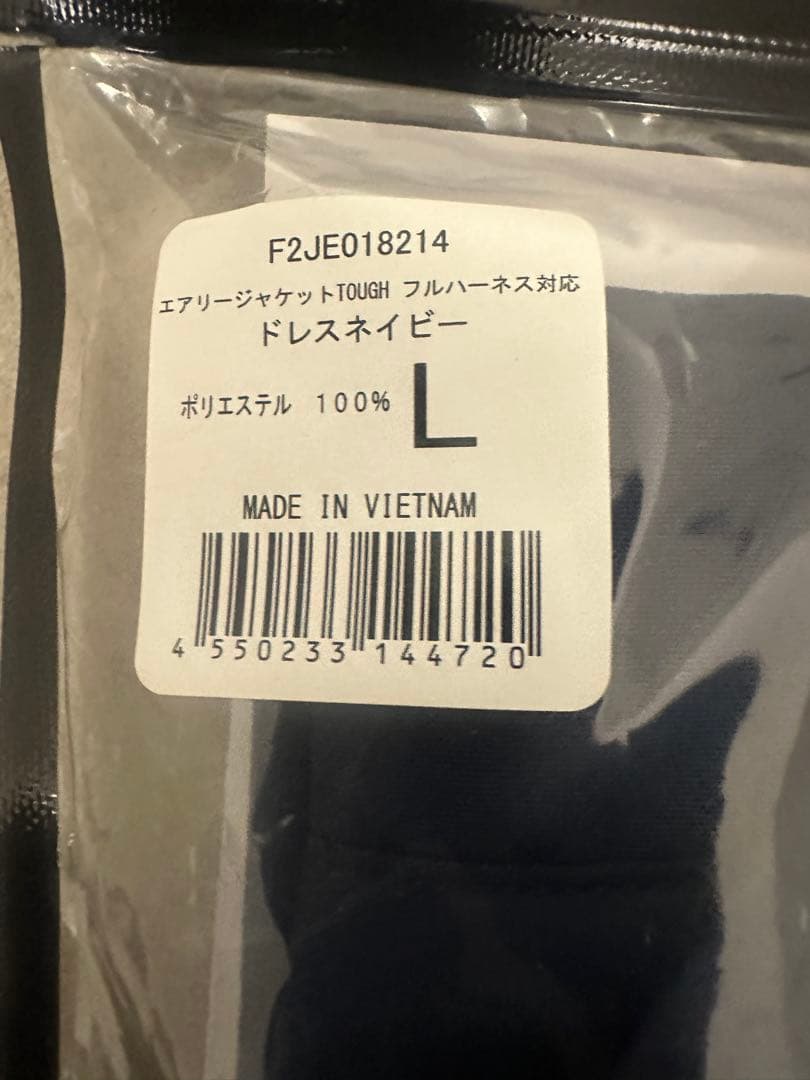 F2JE018214
エアリージャケットTOUGH フルハーネス対応
ドレスネイビー
ポリエステル 100% L
MADE IN VIETNAM
4 550233 144720